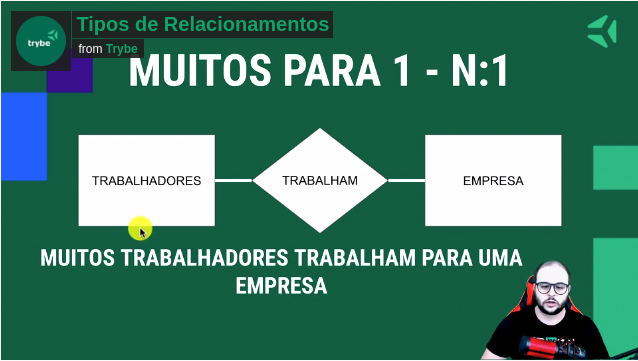 Tipos de Relacionamentos
trybe
from Trybe
MUITOS PARA 1 - N:1
TRABALHADORES
TRABALHAM
EMPRESA
MUITOS TRABALHADORES TRABALHAM PARA UMA
EMPRESA